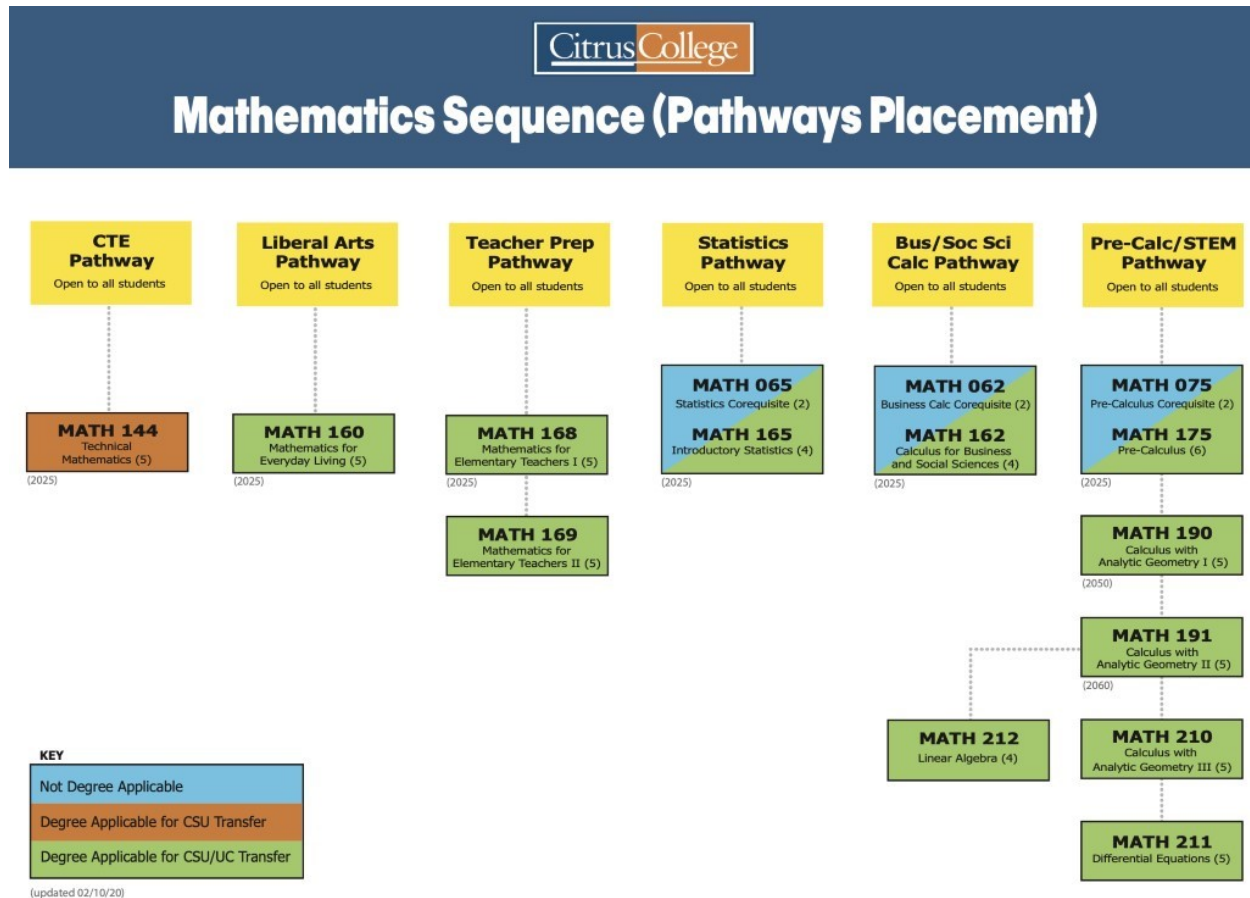 Citrus College
Mathematics Sequence (Pathways Placement)
CTE
Pathway
Open to all students
MATH 144
Technical
Mathematics (5)
(2025)
Liberal Arts
Pathway
Open to all students
MATH 160
Mathematics for
Everyday Living (5)
(2025)
Teacher Prep
Pathway
Open to all students
MATH 168
Mathematics for
Elementary Teachers I (5)
(2025)
MATH 169
Mathematics for
Elementary Teachers II (5)
Statistics
Pathway
Open to all students
MATH 065
Statistics Corequisite (2)
MATH 165
Introductory Statistics (4)
(2025)
Bus/Soc Sci
Calc Pathway
Open to all students
MATH 062
Business Calc Corequisite (2)
MATH 162
Calculus for Business
and Social Sciences (4)
(2025)
Pre-Calc/STEM
Pathway
Open to all students
MATH 075
Pre-Calculus Corequisite (2)
MATH 175
Pre-Calculus (6)
(2025)
MATH 190
Calculus with
Analytic Geometry I (5)
(2050)
MATH 191
Calculus with
Analytic Geometry II (5)
(2060)
MATH 212
Linear Algebra (4)
MATH 210
Calculus with
Analytic Geometry III (5)
MATH 211
Differential Equations (5)
KEY
Not Degree Applicable
Degree Applicable for CSU Transfer
Degree Applicable for CSU/UC Transfer
(updated 02/10/20)